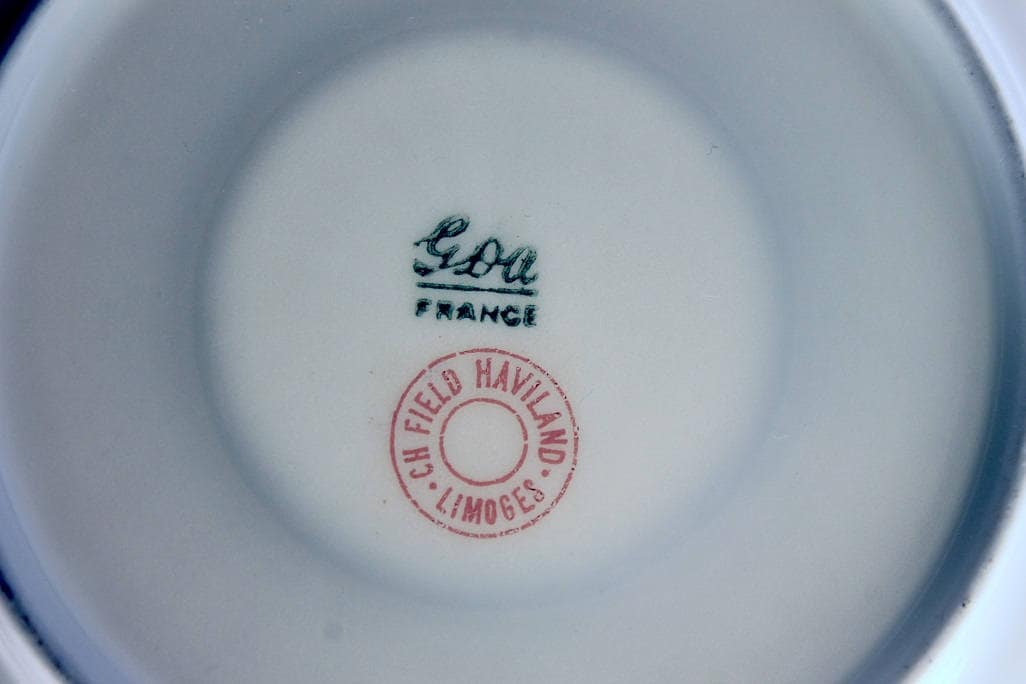 GDA
FRANCE
CH FIELD HAVILAND
• LIMOGES •